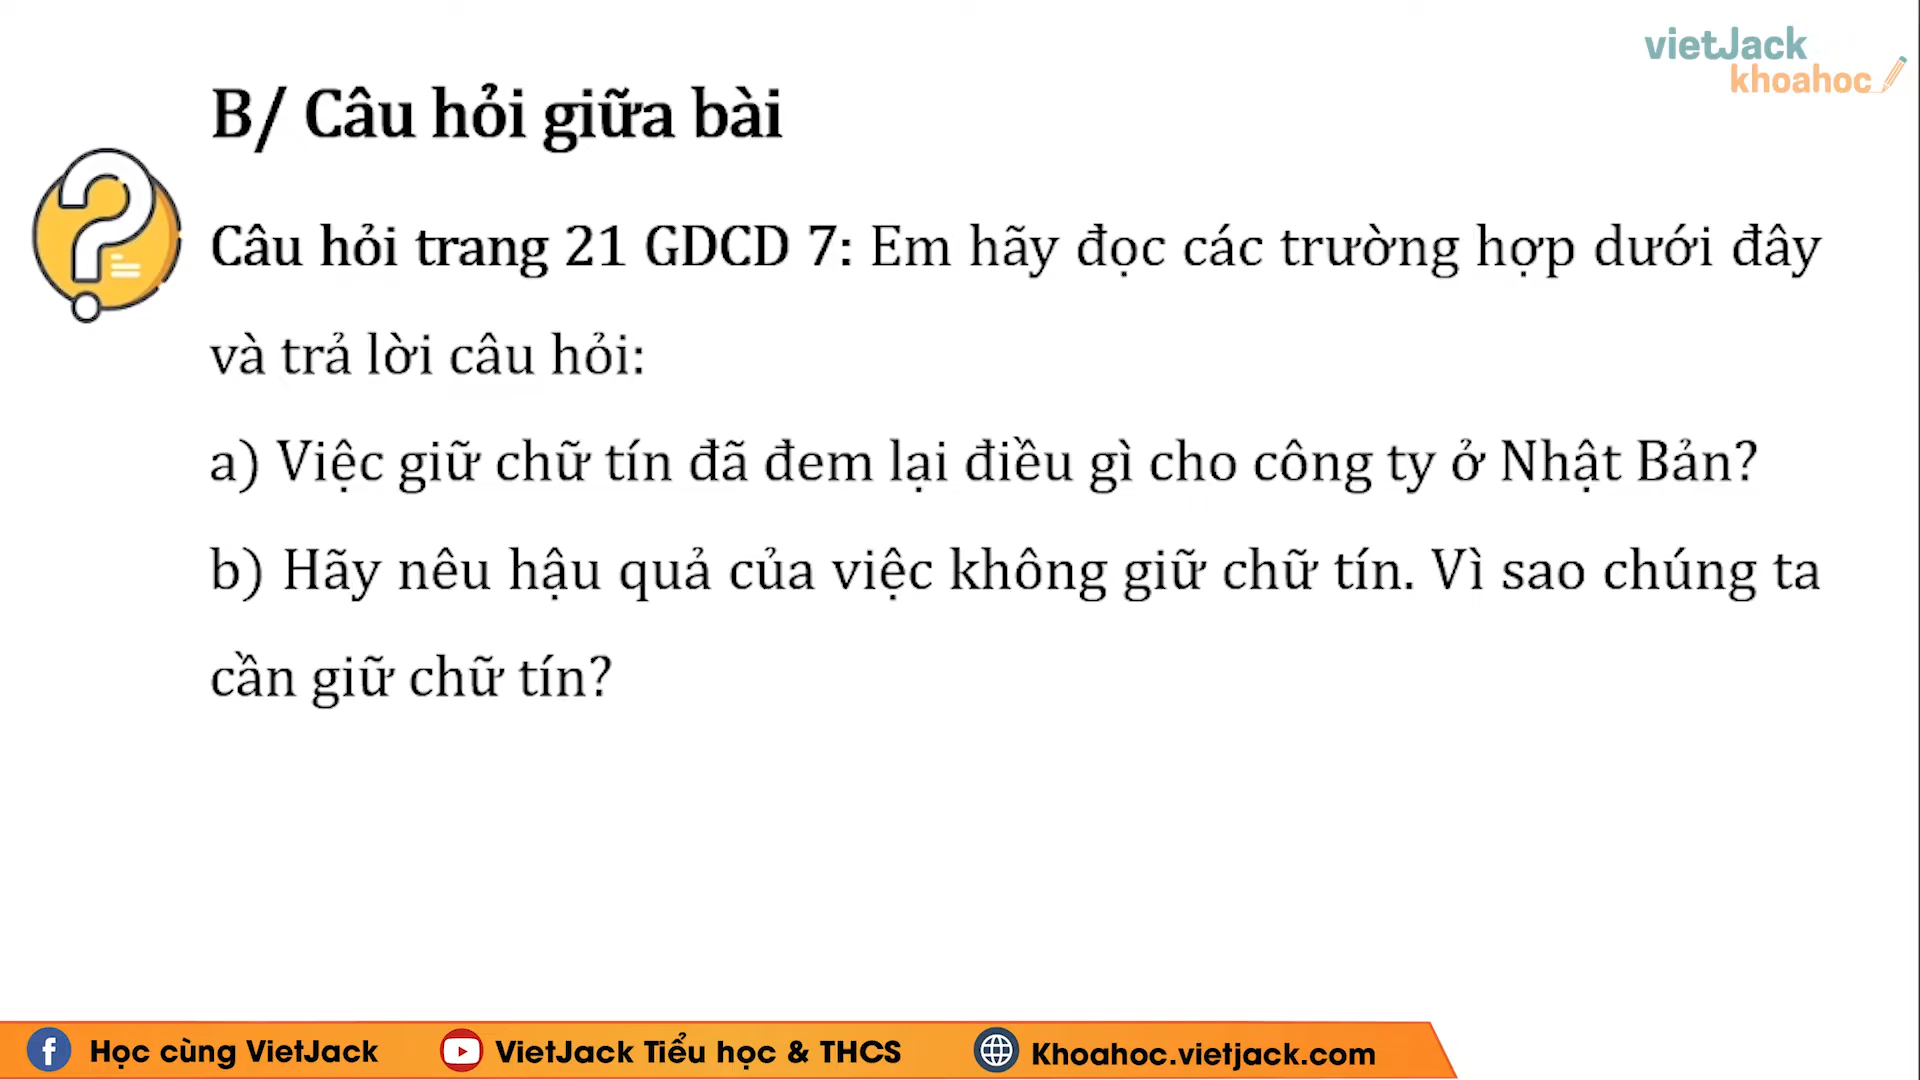 vietJack
khoahoc
B/ Câu hỏi giữa bài
Câu hỏi trang 21 GDCD 7: Em hãy đọc các trường hợp dưới đây
và trả lời câu hỏi:
a) Việc giữ chữ tín đã đem lại điều gì cho công ty ở Nhật Bản?
b) Hãy nêu hậu quả của việc không giữ chữ tín. Vì sao chúng ta
cần giữ chữ tín?
Học cùng VietJack
VietJack Tiểu học & THCS
Khoahoc.vietjack.com